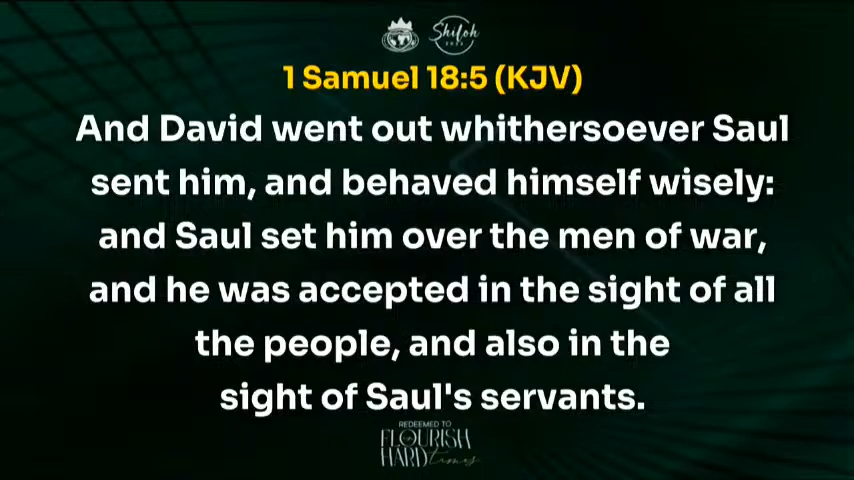 Shiloh
1 Samuel 18:5 (KJV)
And David went out whithersoever Saul
sent him, and behaved himself wisely:
and Saul set him over the men of war,
and he was accepted in the sight of all
the people, and also in the
sight of Saul's servants.
REDEEMED TO
FLOURISH
HARD times